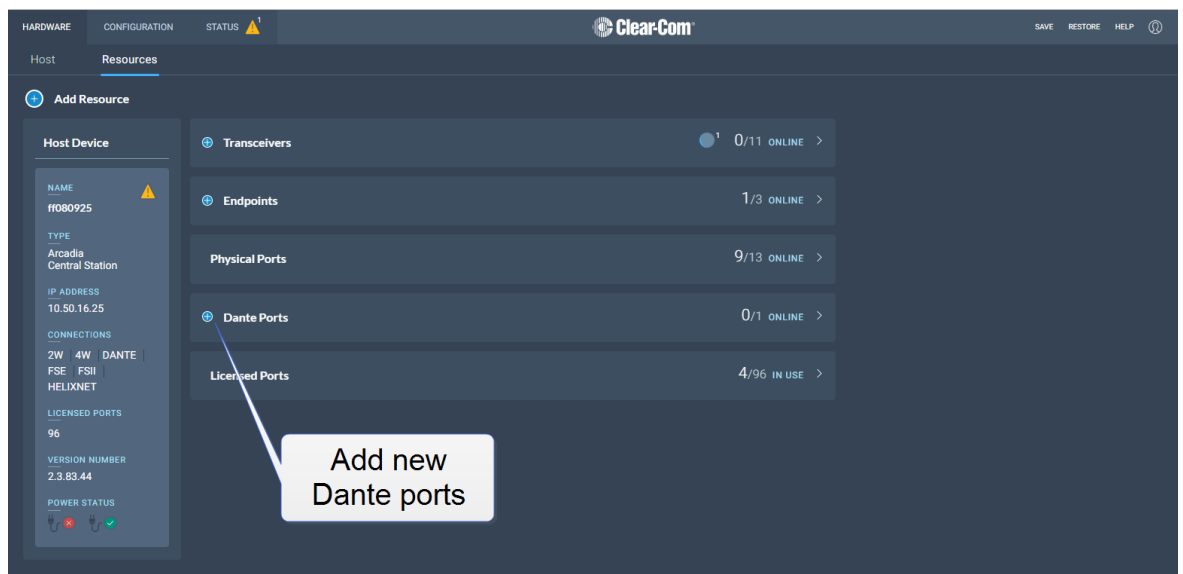 HARDWARE CONFIGURATION STATUS 1 Clear-Com® SAVE RESTORE HELP
Host Resources
Add Resource
Host Device
NAME
ff080925
TYPE
Arcadia
Central Station
IP ADDRESS
10.50.16.25
CONNECTIONS
2W 4W DANTE
FSE FSII
HELIXNET
LICENSED PORTS
96
VERSION NUMBER
2.3.83.44
POWER STATUS
Transceivers 1 0/11 ONLINE >
Endpoints 1/3 ONLINE >
Physical Ports 9/13 ONLINE >
Dante Ports 0/1 ONLINE >
Licensed Ports 4/96 IN USE >
Add new
Dante ports